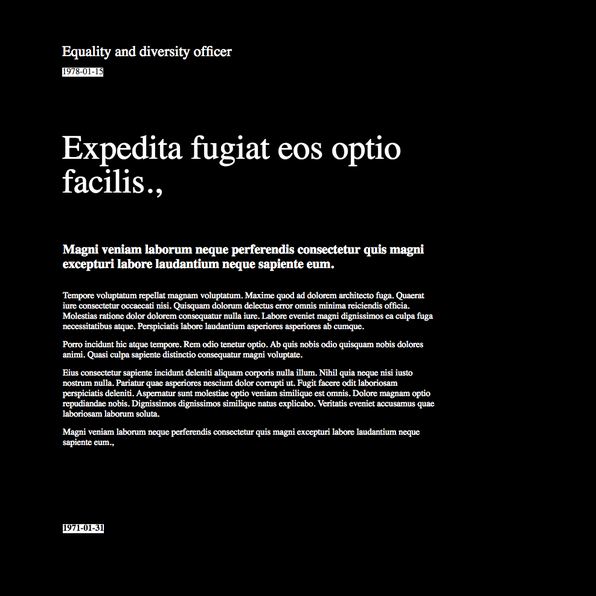 Equality and diversity officer
1978-01-15
Expedita fugiat eos optio
facilis.,
Magni veniam laborum neque perferendis consectetur quis magni
excepturi labore laudantium neque sapiente eum.
Tempore voluptatum repellat magnam voluptatum. Maxime quod ad dolorem architecto fuga. Quaerat
iure consectetur occaecati nisi. Quisquam dolorum delectus error omnis minima reiciendis officia.
Molestias ratione dolor dolorem consequatur nulla iure. Labore eveniet magni dignissimos ea culpa fuga
necessitatibus atque. Perspiciatis labore laudantium asperiores asperiores ab cumque.
Porro incidunt hic atque tempore. Rem odio tenetur optio. Ab quis nobis odio quisquam nobis dolores
animi. Quasi culpa sapiente distinctio consequatur magni voluptate.
Eius consectetur sapiente incidunt deleniti aliquam corporis nulla illum. Nihil quia neque nisi iusto
nostrum nulla. Pariatur quae asperiores nesciunt dolor corrupti ut. Fugit facere odit laboriosam
perspiciatis deleniti. Aspernatur sunt molestiae optio veniam similique est omnis. Dolore magnam optio
repudiandae nobis. Dignissimos dignissimos similique natus explicabo. Veritatis eveniet accusamus quae
laboriosam laborum soluta.
Magni veniam laborum neque perferendis consectetur quis magni excepturi labore laudantium neque
sapiente eum.,
1971-01-31